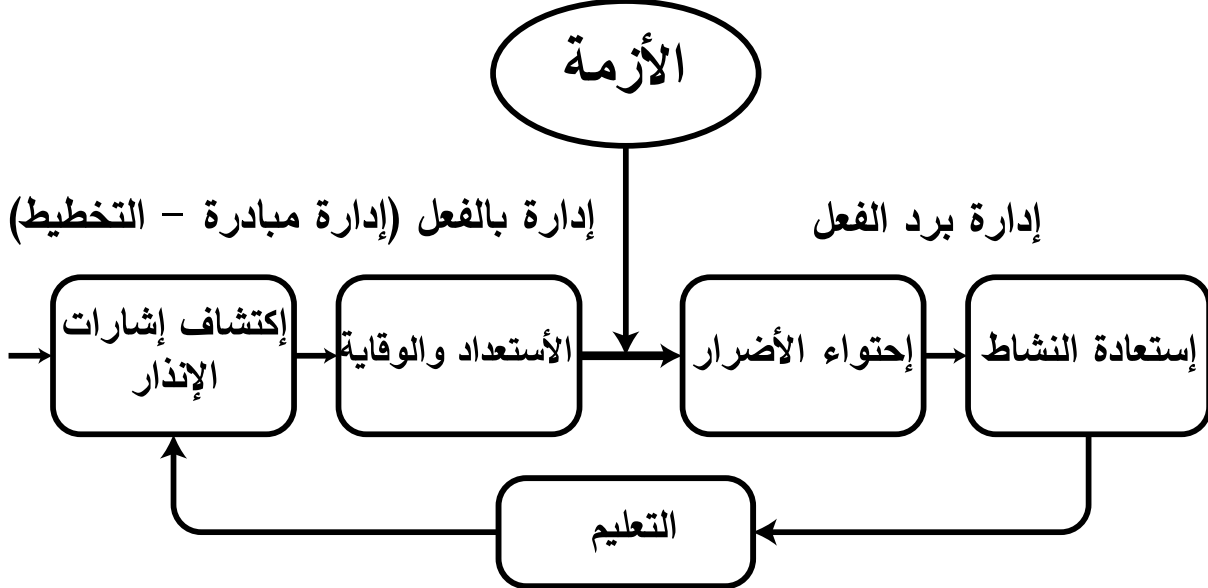 الأزمة
إدارة بالفعل (إدارة مبادرة - التخطيط)
إدارة برد الفعل
إكتشاف إشارات
الإنذار
الأستعداد والوقاية
إحتواء الأضرار
إستعادة النشاط
التعليم